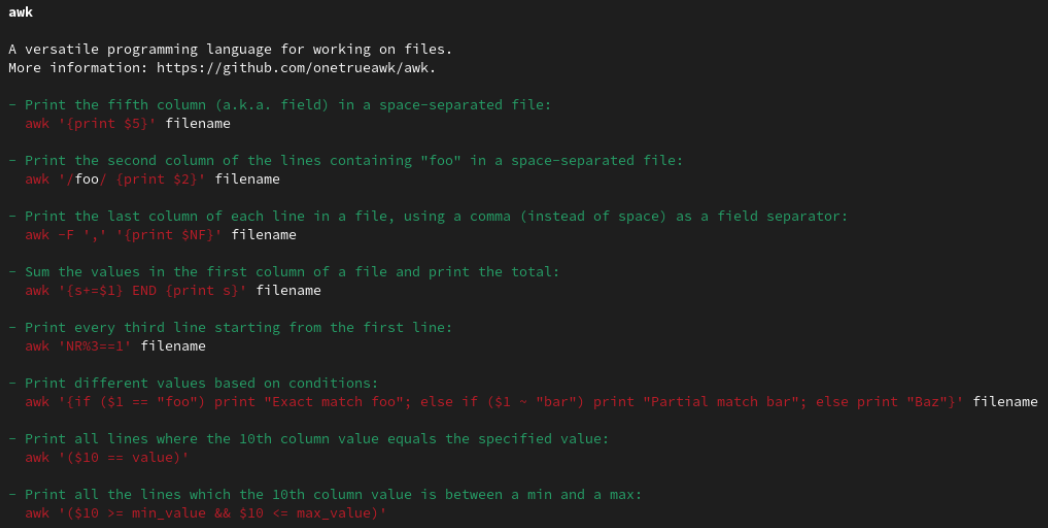 awk
A versatile programming language for working on files.
More information: https://github.com/onetrueawk/awk.
- Print the fifth column (a.k.a. field) in a space-separated file:
awk '{print $5}' filename
- Print the second column of the lines containing "foo" in a space-separated file:
awk '/foo/ {print $2}' filename
- Print the last column of each line in a file, using a comma (instead of space) as a field separator:
awk -F ',' '{print $NF}' filename
- Sum the values in the first column of a file and print the total:
awk '{s+=$1} END {print s}' filename
- Print every third line starting from the first line:
awk 'NR%3==1' filename
- Print different values based on conditions:
awk '{if ($1 == "foo") print "Exact match foo"; else if ($1 ~ "bar") print "Partial match bar"; else print "Baz"}' filename
- Print all lines where the 10th column value equals the specified value:
awk '($10 == value)'
- Print all the lines which the 10th column value is between a min and a max:
awk '($10 >= min_value && $10 <= max_value)'